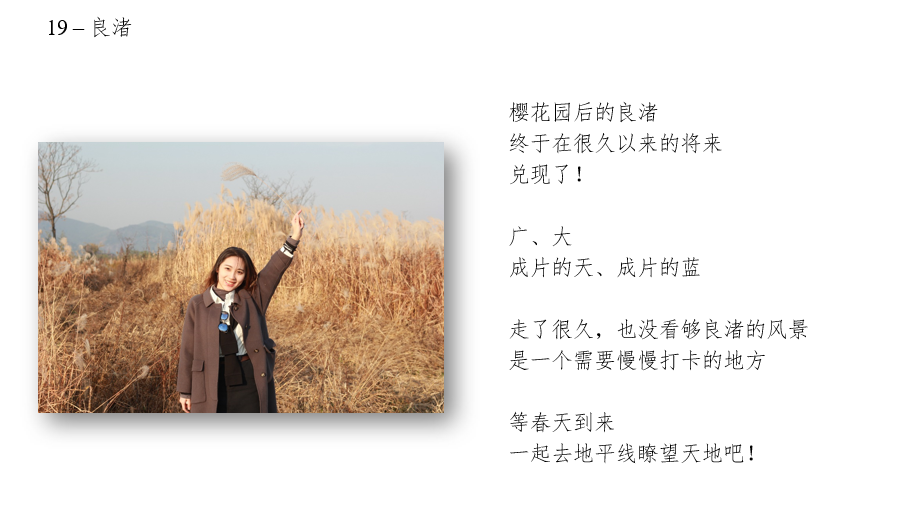 19 – 良渚
樱花园后的良渚
终于在很久以来的将来
兑现了！
广、大
成片的天、成片的蓝
走了很久，也没看够良渚的风景
是一个需要慢慢打卡的地方
等春天到来
一起去地平线瞭望天地吧！